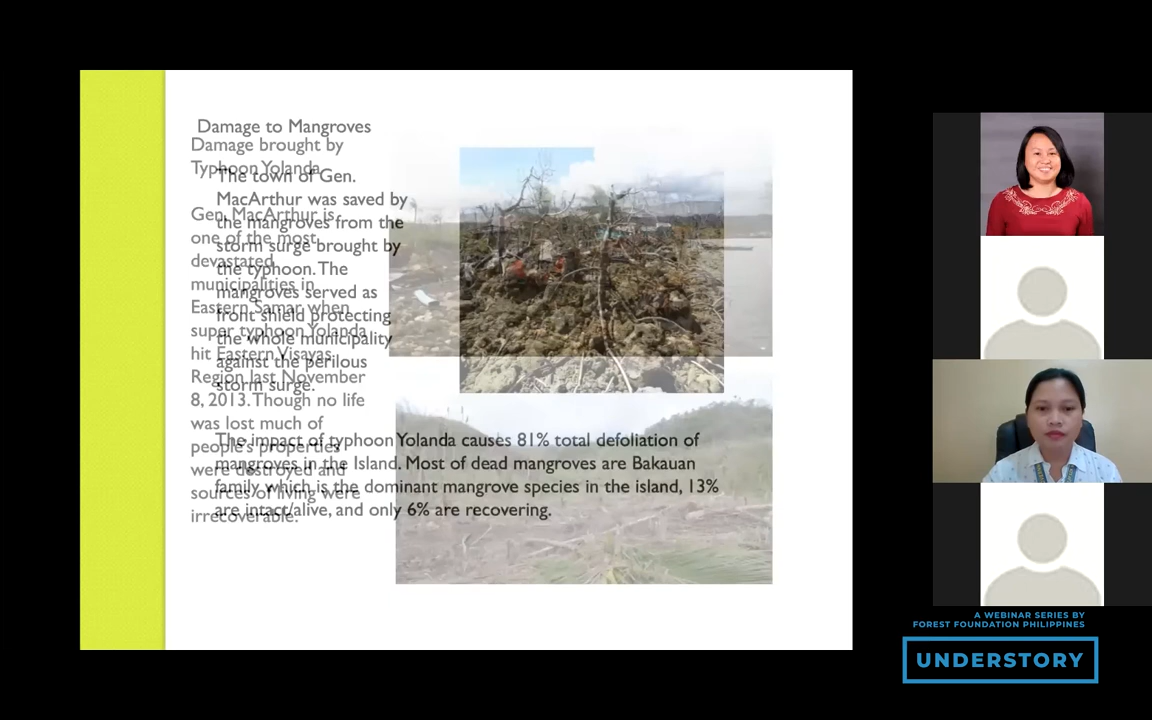 Damage to Mangroves
Damage brought by
Typhoon Yolanda
Gen. MacArthur is
one of the most
devastated
municipalities in
Eastern Samar when
super typhoon Yolanda
hit Eastern Visayas
Region last November
8, 2013. Though no life
was lost much of
people's properties
were destroyed and
sources of living were
irrecoverable.
The town of Gen.
MacArthur was saved by
the mangroves from the
storm surge brought by
the typhoon. The
mangroves served as
front shield protecting
the whole municipality
against the perilous
storm surge.
The impact of typhoon Yolanda causes 81% total defoliation of
mangroves in the Island. Most of dead mangroves are Bakauan
family which is the dominant mangrove species in the island, 13%
are intact/alive, and only 6% are recovering.
A WEBINAR SERIES BY
FOREST FOUNDATION PHILIPPINES
UNDERSTORY